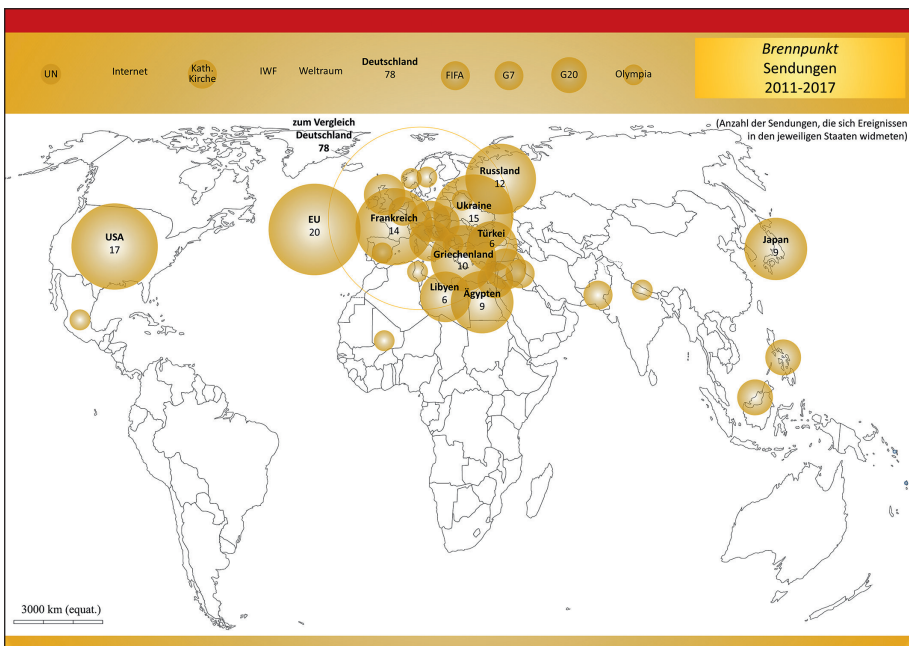 UN
Internet
Kath.
Kirche
IWF
Weltraum
Deutschland
78
FIFA
G7
G20
Olympia
Brennpunkt
Sendungen
2011-2017
(Anzahl der Sendungen, die sich Ereignissen
in den jeweiligen Staaten widmeten)
zum Vergleich
Deutschland
78
Russland
12
Ukraine
15
EU
20
Frankreich
14
USA
17
Türkei
6
Japan
9
Griechenland
10
Libyen
6
Ägypten
9
3000 km (equat.)